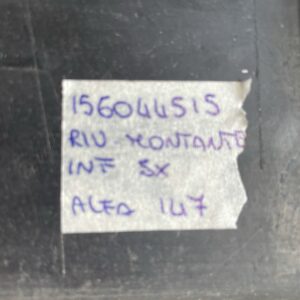 156044515
RIV MONTANTE
INF SX
ALFA 147